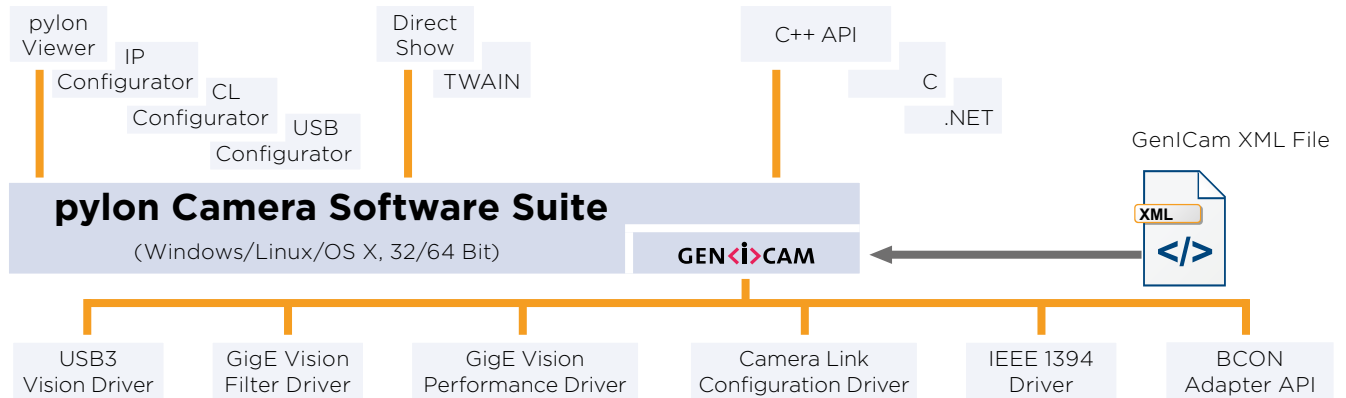 pylon
Viewer
IP
Configurator
CL
Configurator
USB
Configurator
Direct
Show
TWAIN
C++ API
C
.NET
GenICam XML File
XML
</>
pylon Camera Software Suite
(Windows/Linux/OS X, 32/64 Bit)
GEN<i>CAM
USB3
Vision Driver
GigE Vision
Filter Driver
GigE Vision
Performance Driver
Camera Link
Configuration Driver
IEEE 1394
Driver
BCON
Adapter API